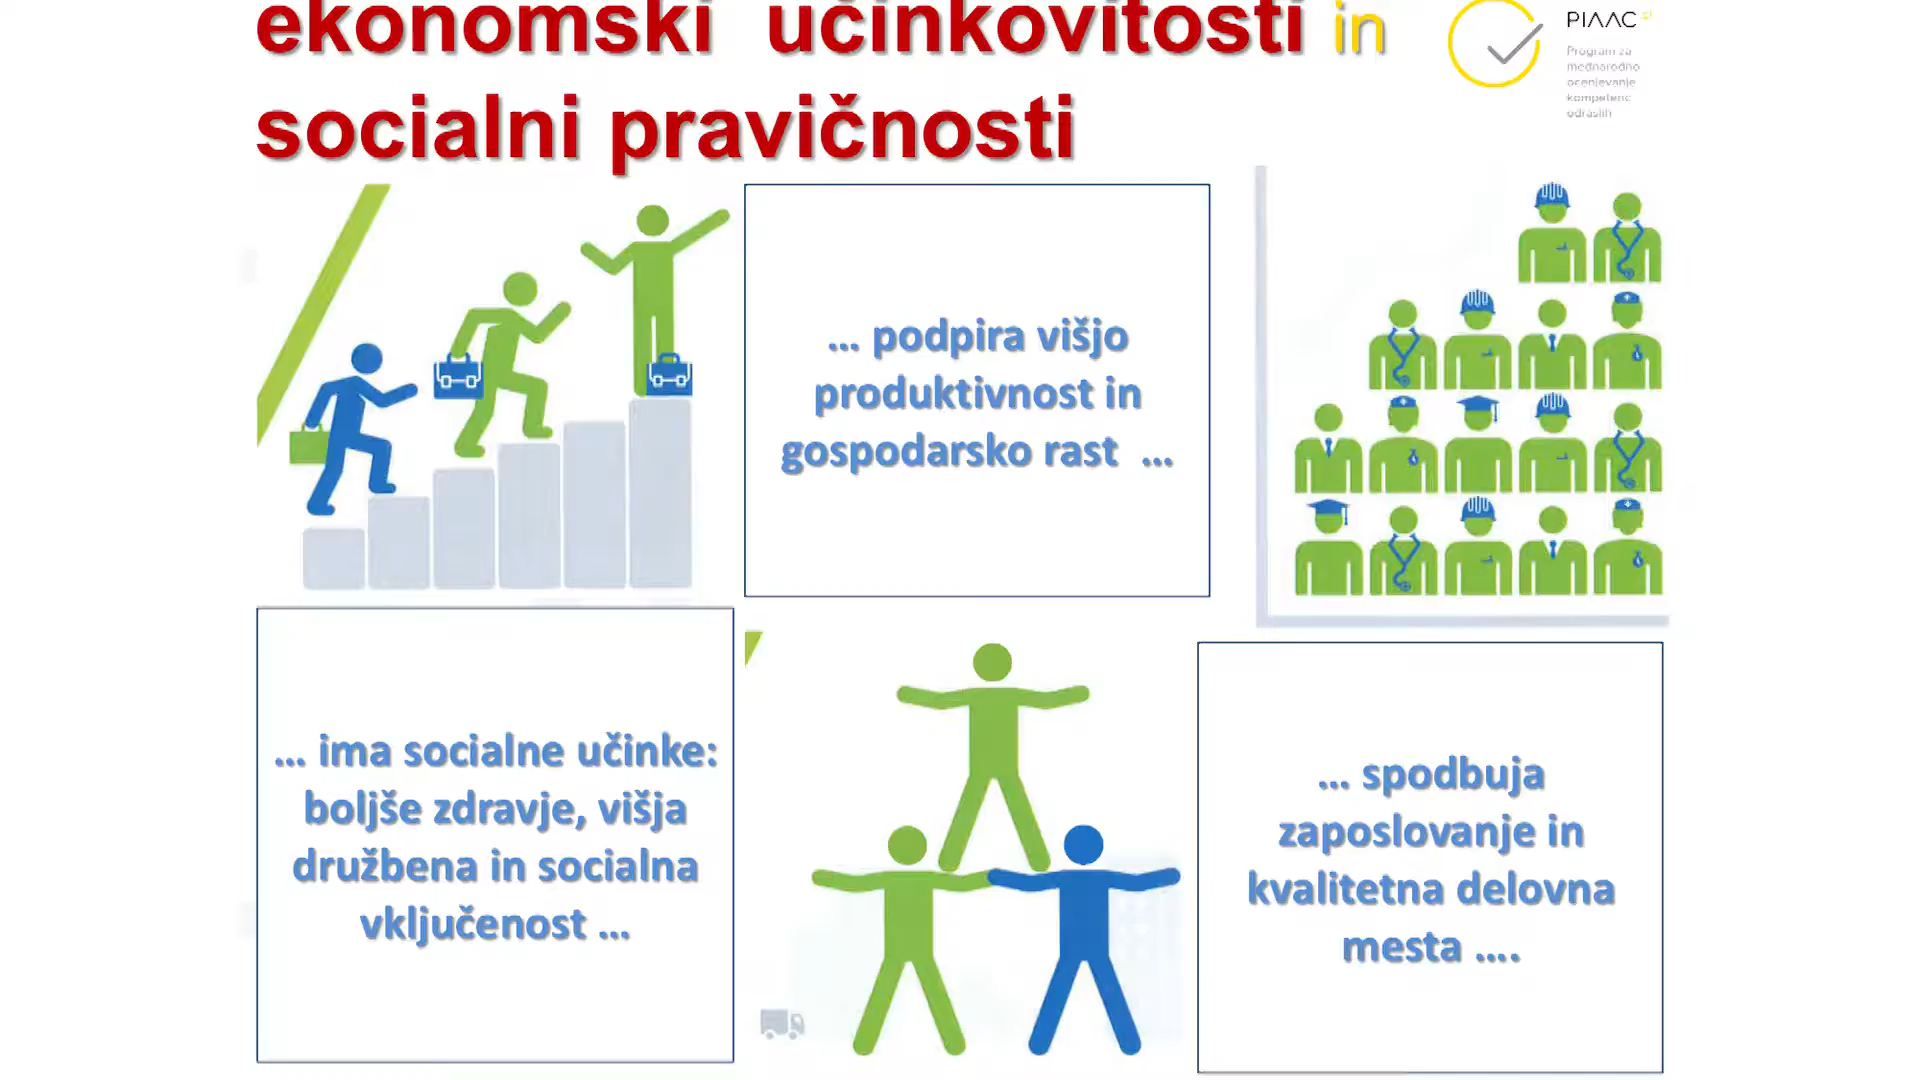 ekonomski učinkovitosti in
socialni pravičnosti
PIAAC
Program za
mednarodno
ocenjevanje
kompetenc
odraslih
... podpira višjo
produktivnost in
gospodarsko rast ...
... ima socialne učinke:
boljše zdravje, višja
družbena in socialna
vključenost ...
... spodbuja
zaposlovanje in
kvalitetna delovna
mesta ....